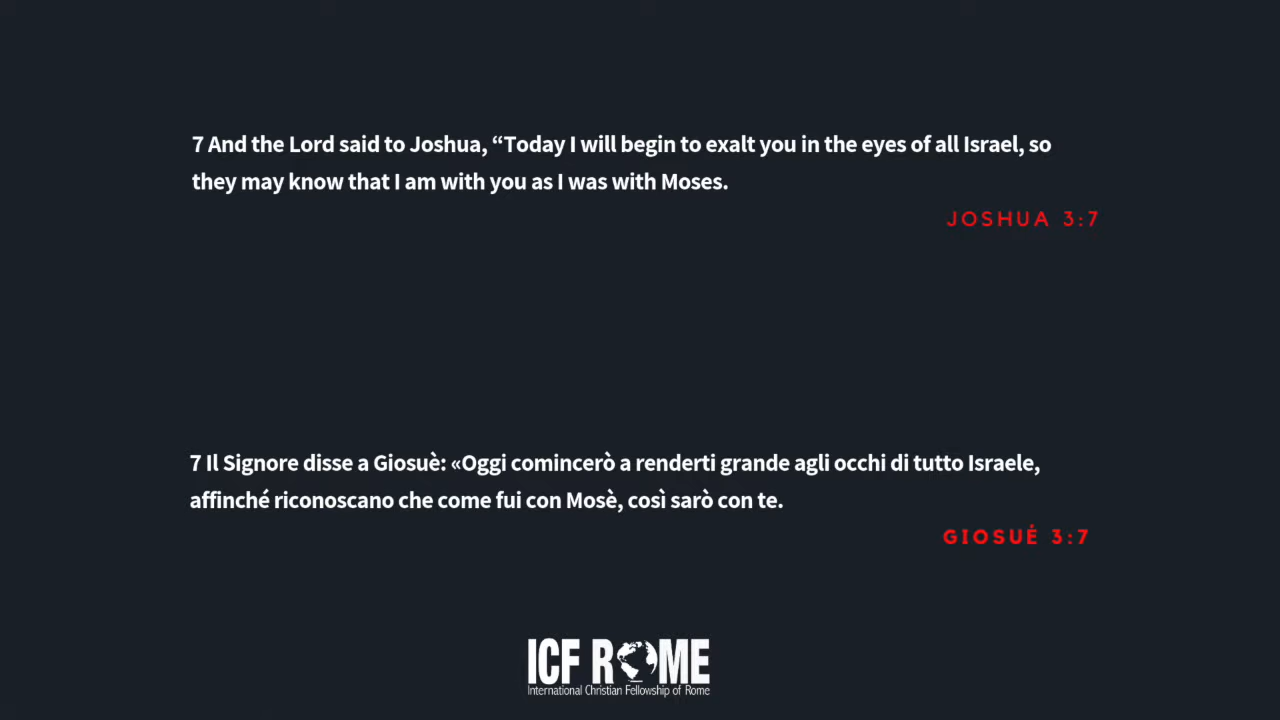 7 And the Lord said to Joshua, “Today I will begin to exalt you in the eyes of all Israel, so
they may know that I am with you as I was with Moses.
JOSHUA 3:7
7 Il Signore disse a Giosuè: «Oggi comincerò a renderti grande agli occhi di tutto Israele,
affinché riconoscano che come fui con Mosè, così sarò con te.
GIOSUÉ 3:7
ICF ROME
International Christian Fellowship of Rome